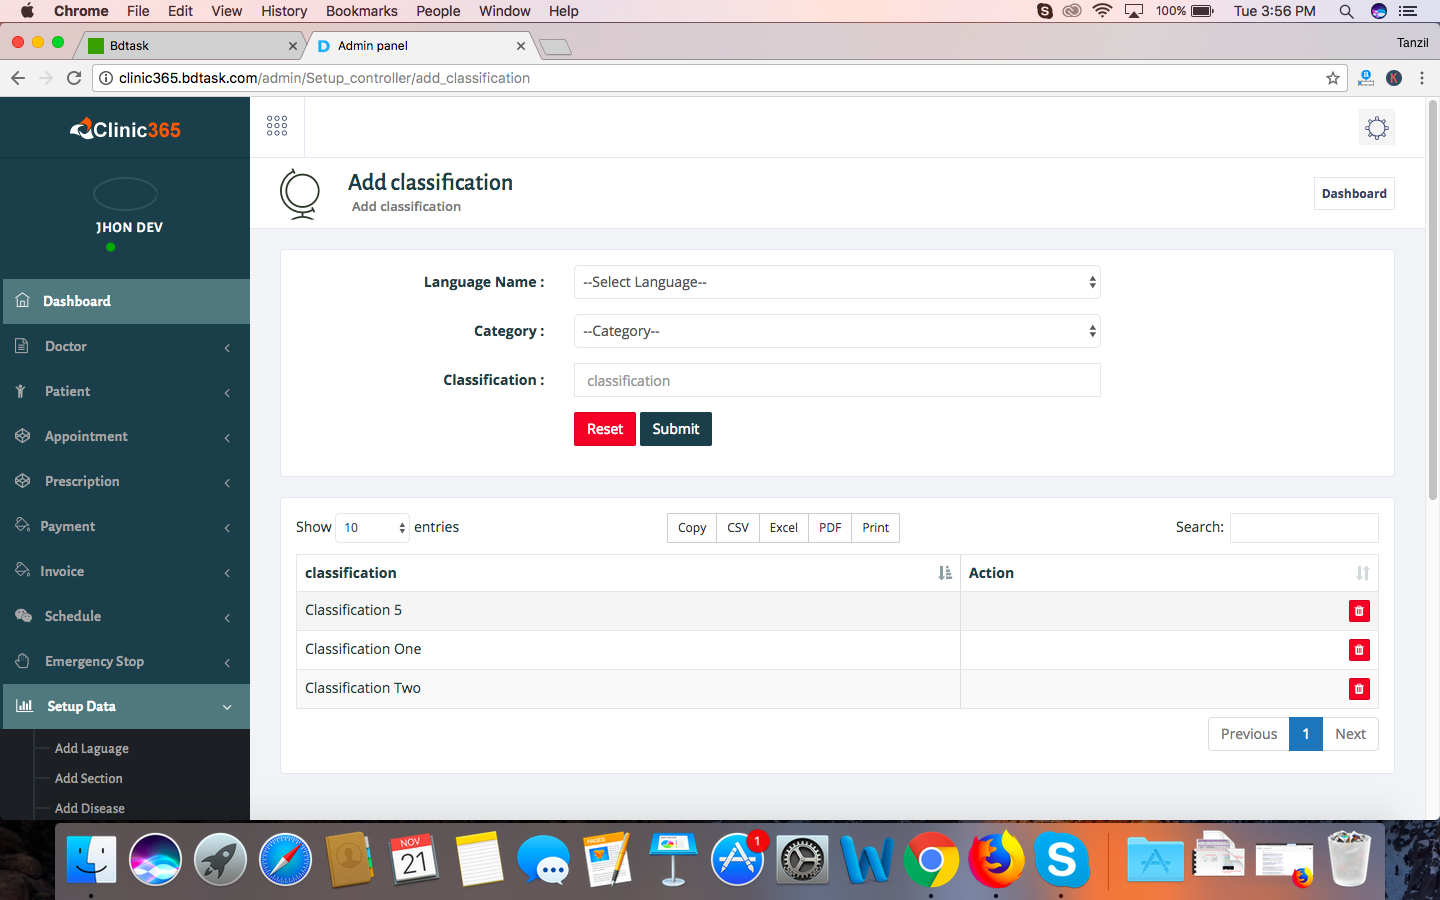 Chrome File Edit View History Bookmarks People Window Help 100% Tue 3:56 PM
Bdtask
Admin panel
Tanzil
clinic365.bdtask.com/admin/Setup_controller/add_classification
Clinic365
JHON DEV
Dashboard
Doctor
Patient
Appointment
Prescription
Payment
Invoice
Schedule
Emergency Stop
Setup Data
Add Laguage
Add Section
Add Disease
Add classification
Add classification
Dashboard
Language Name : --Select Language--
Category : --Category--
Classification : classification
Reset Submit
Show 10 entries Copy CSV Excel PDF Print Search:
classification Action
Classification 5
Classification One
Classification Two
Previous 1 Next
NOV
21
PAGES
1